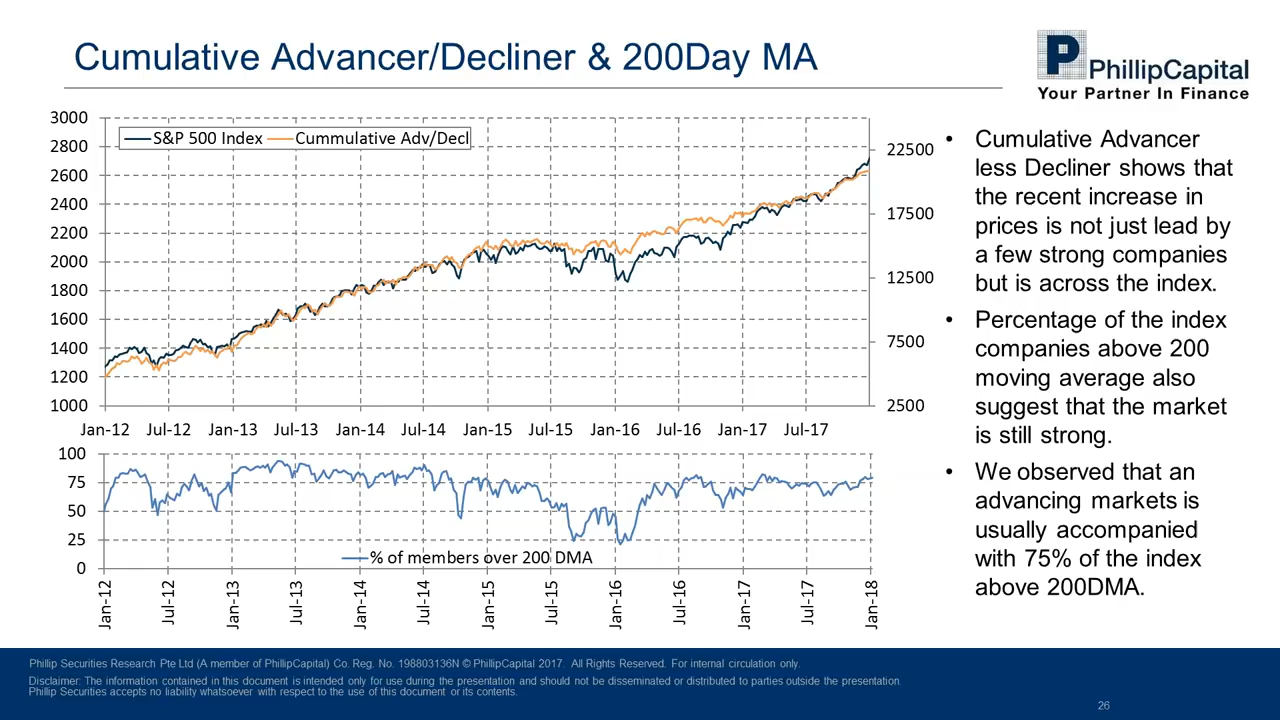 Cumulative Advancer/Decliner & 200Day MA
P
PhillipCapital
Your Partner In Finance
3000
2800
2600
2400
2200
2000
1800
1600
1400
1200
1000
S&P 500 Index
Cummulative Adv/Decl
22500
17500
12500
7500
2500
Jan-12 Jul-12 Jan-13 Jul-13 Jan-14 Jul-14 Jan-15 Jul-15 Jan-16 Jul-16 Jan-17 Jul-17
100
75
50
25
0
% of members over 200 DMA
Jan-12 Jul-12 Jan-13 Jul-13 Jan-14 Jul-14 Jan-15 Jul-15 Jan-16 Jul-16 Jan-17 Jul-17 Jan-18
• Cumulative Advancer
less Decliner shows that
the recent increase in
prices is not just lead by
a few strong companies
but is across the index.
• Percentage of the index
companies above 200
moving average also
suggest that the market
is still strong.
• We observed that an
advancing markets is
usually accompanied
with 75% of the index
above 200DMA.
Phillip Securities Research Pte Ltd (A member of PhillipCapital) Co. Reg. No. 198803136N © PhillipCapital 2017. All Rights Reserved. For internal circulation only.
Disclaimer: The information contained in this document is intended only for use during the presentation and should not be disseminated or distributed to parties outside the presentation.
Phillip Securities accepts no liability whatsoever with respect to the use of this document or its contents.
26